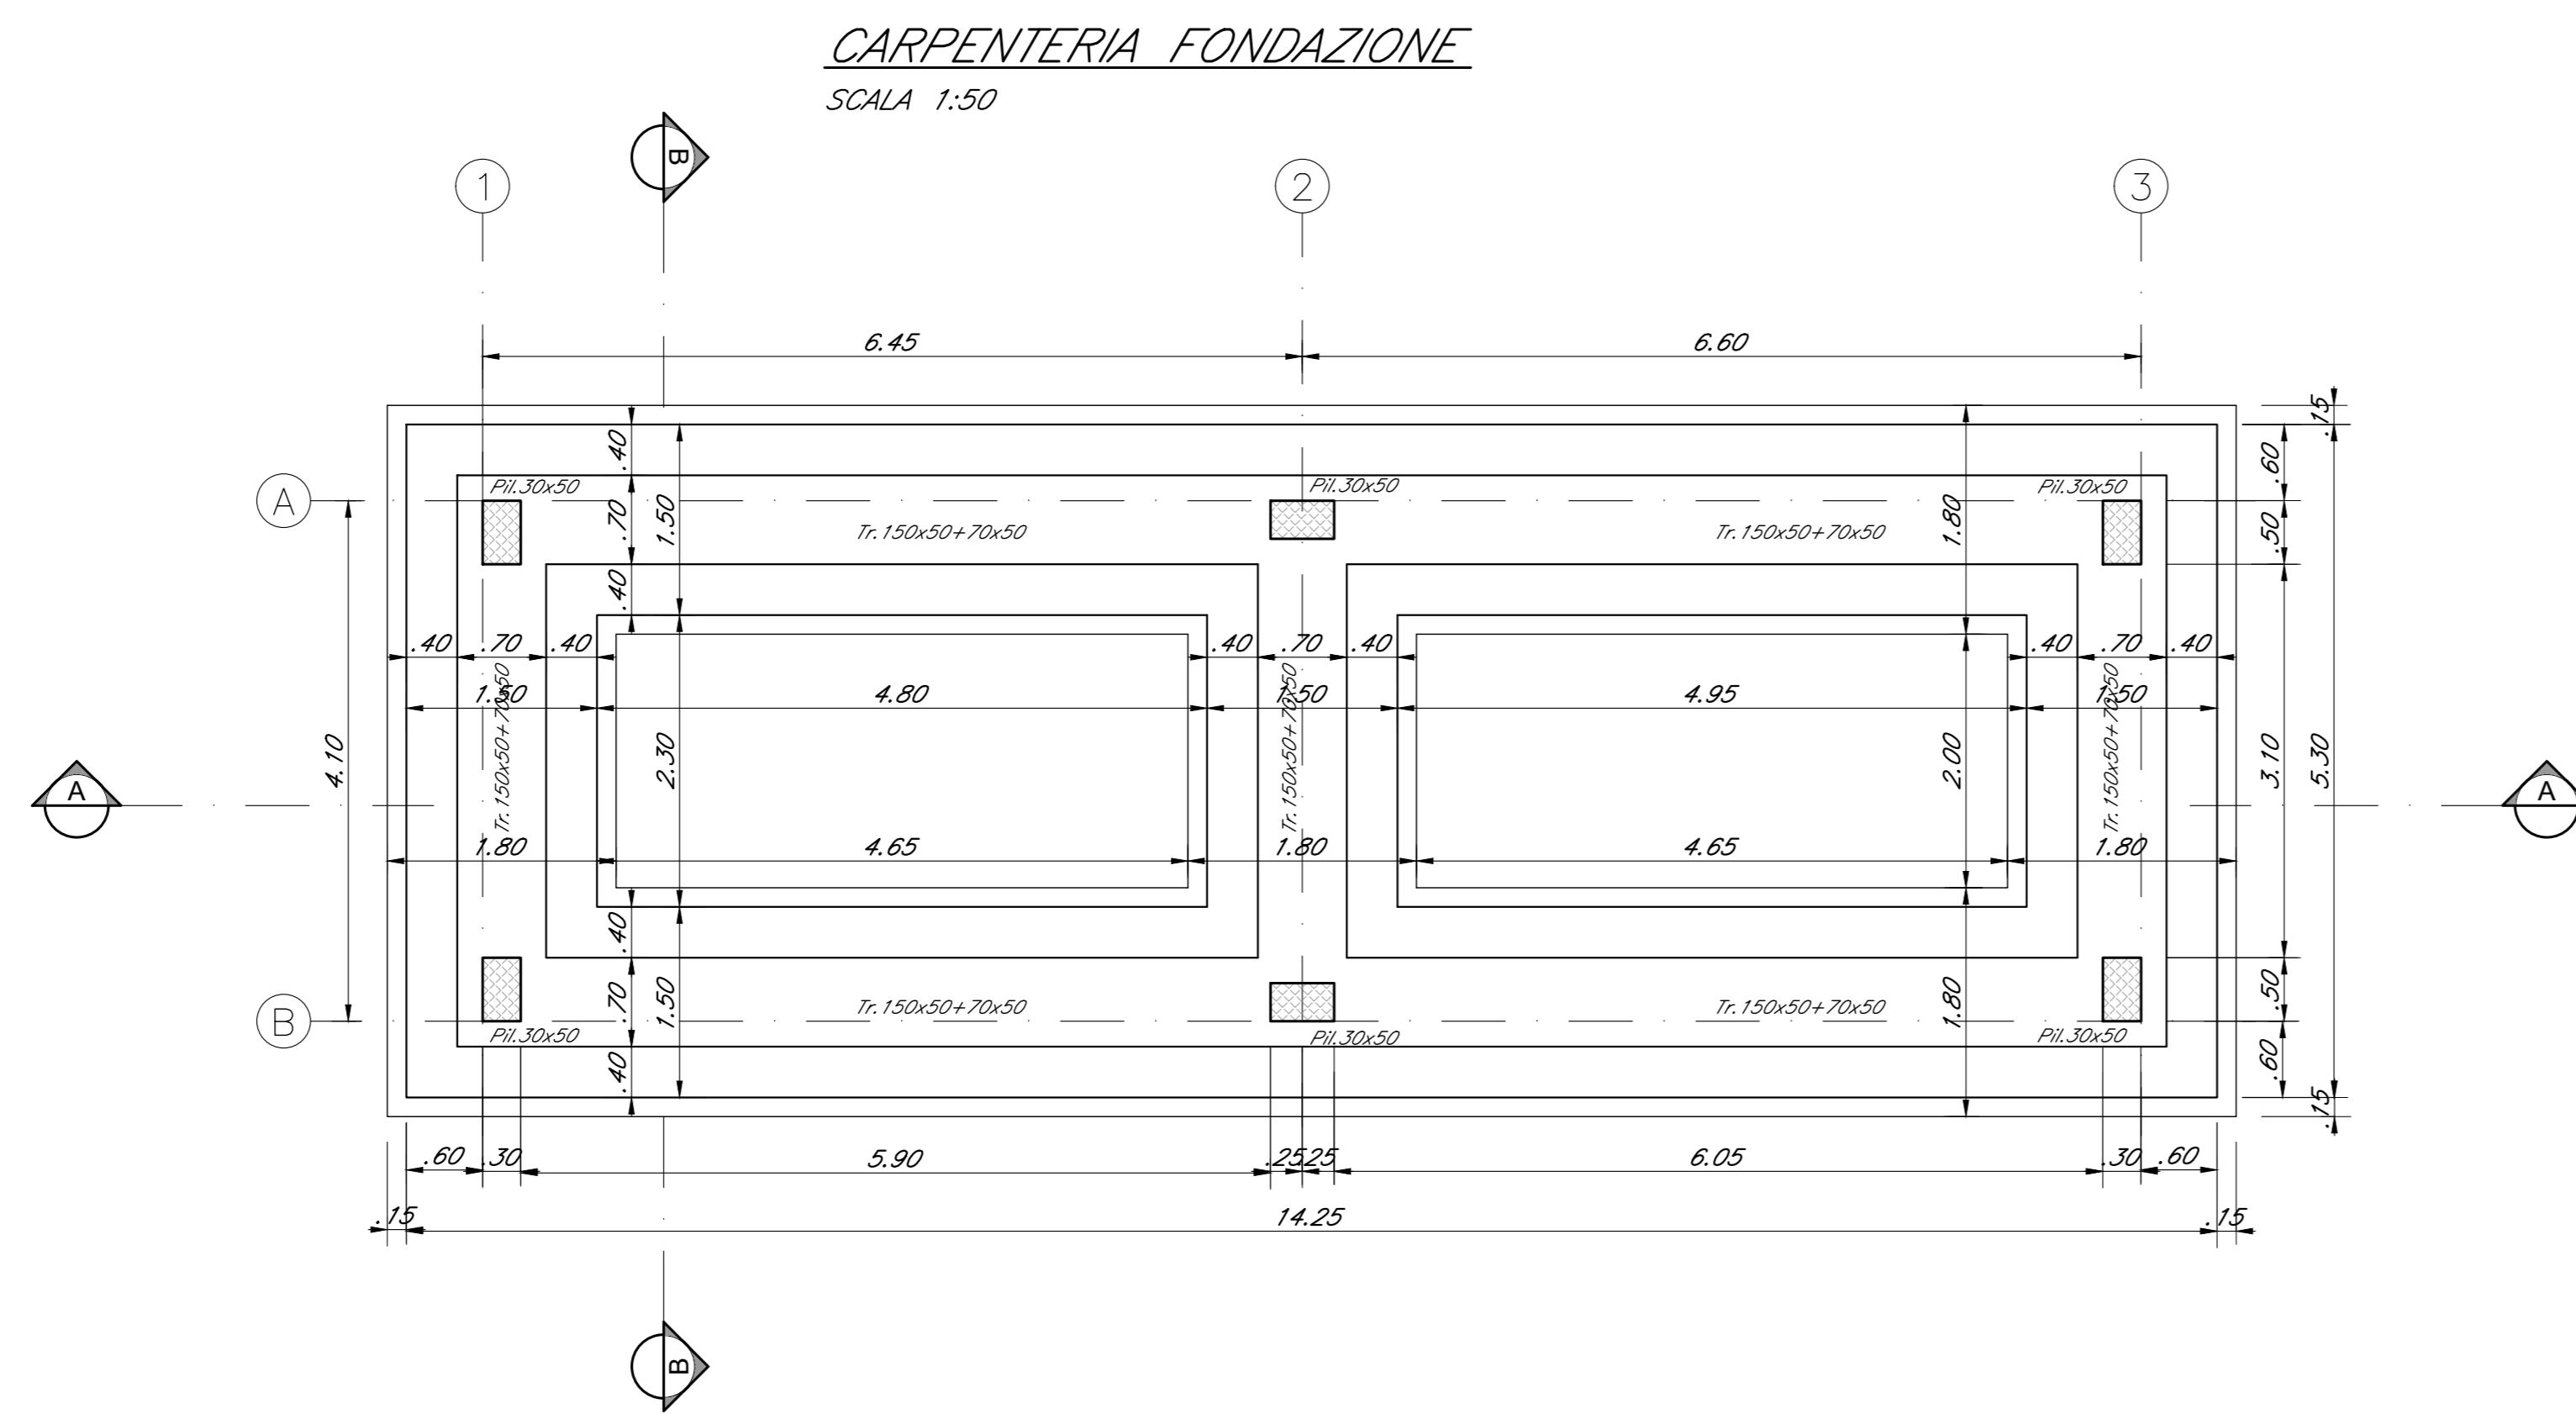 CARPENTERIA FONDAZIONE
SCALA 1:50
B
1
2
3
6.45
6.60
.15
.40
.60
A
Pil.30x50
Pil.30x50
Pil.30x50
.70
1.50
Tr.150x50+70x50
Tr.150x50+70x50
1.80
.50
.40
.40
.70
.40
.40
.70
.40
.40
.70
.40
1.50
4.80
1.50
4.95
1.50
4.10
Tr.150x50+70x50
2.30
Tr.150x50+70x50
2.00
Tr.150x50+70x50
3.10
5.30
A
A
1.80
4.65
1.80
4.65
1.80
.40
B
.70
1.50
Tr.150x50+70x50
Tr.150x50+70x50
1.80
.50
Pil.30x50
Pil.30x50
Pil.30x50
.40
.60
.15
.60
.30
5.90
.25
.25
6.05
.30
.60
.15
14.25
.15
B